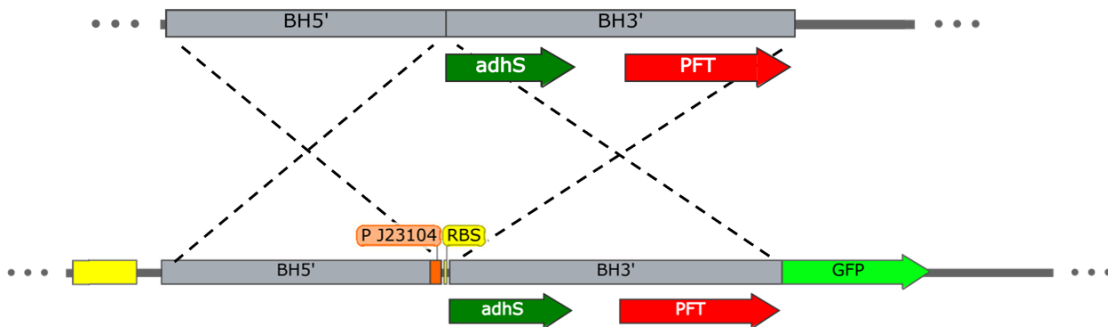 BH5' BH3'
adhS PFT
P J23104 RBS
BH5' BH3' GFP
adhS PFT